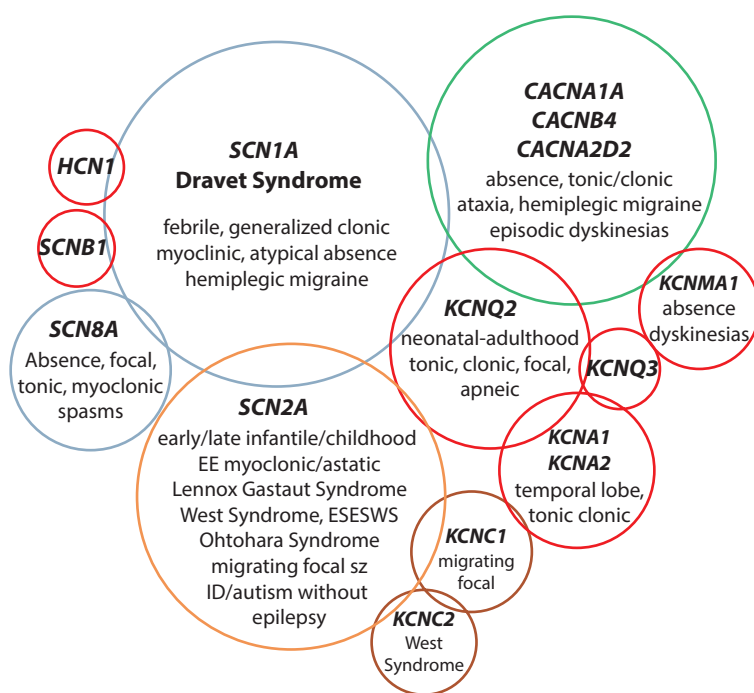 HCN1
SCNB1
SCN1A
Dravet Syndrome
febrile, generalized clonic
myoclinic, atypical absence
hemiplegic migraine
CACNA1A
CACNB4
CACNA2D2
absence, tonic/clonic
ataxia, hemiplegic migraine
episodic dyskinesias
SCN8A
Absence, focal,
tonic, myoclonic
spasms
KCNQ2
neonatal-adulthood
tonic, clonic, focal,
apneic
KCNMA1
absence
dyskinesias
KCNQ3
SCN2A
early/late infantile/childhood
EE myoclonic/astatic
Lennox Gastaut Syndrome
West Syndrome, ESESWS
Ohtohara Syndrome
migrating focal sz
ID/autism without
epilepsy
KCNA1
KCNA2
temporal lobe,
tonic clonic
KCNC1
migrating
focal
KCNC2
West
Syndrome